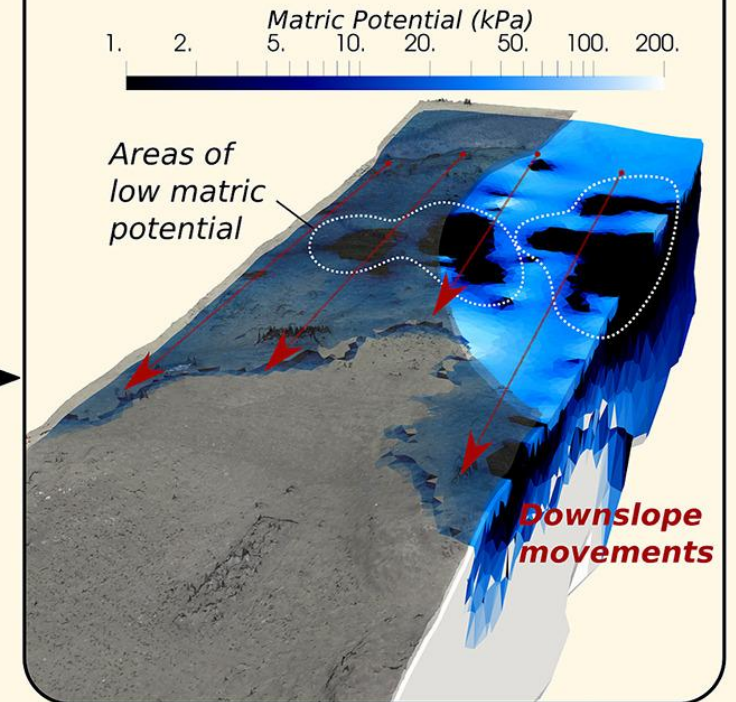 Matric Potential (kPa)
1. 2. 5. 10. 20. 50. 100. 200.
Areas of
low matric
potential
Downslope
movements